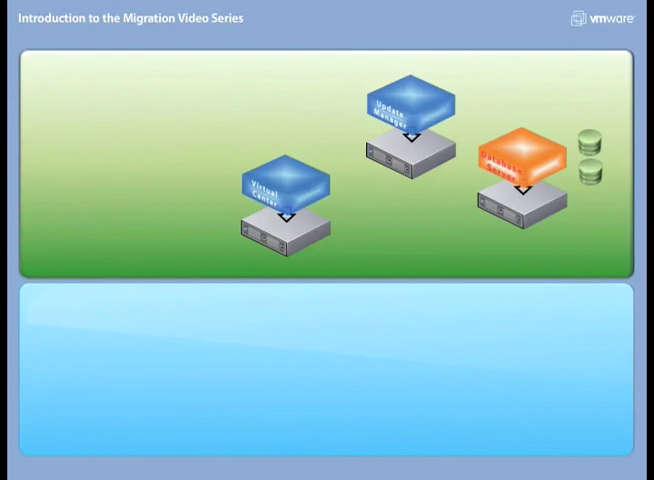 Introduction to the Migration Video Series
vmware
Update
Manager
Database
Server
Virtual
Center